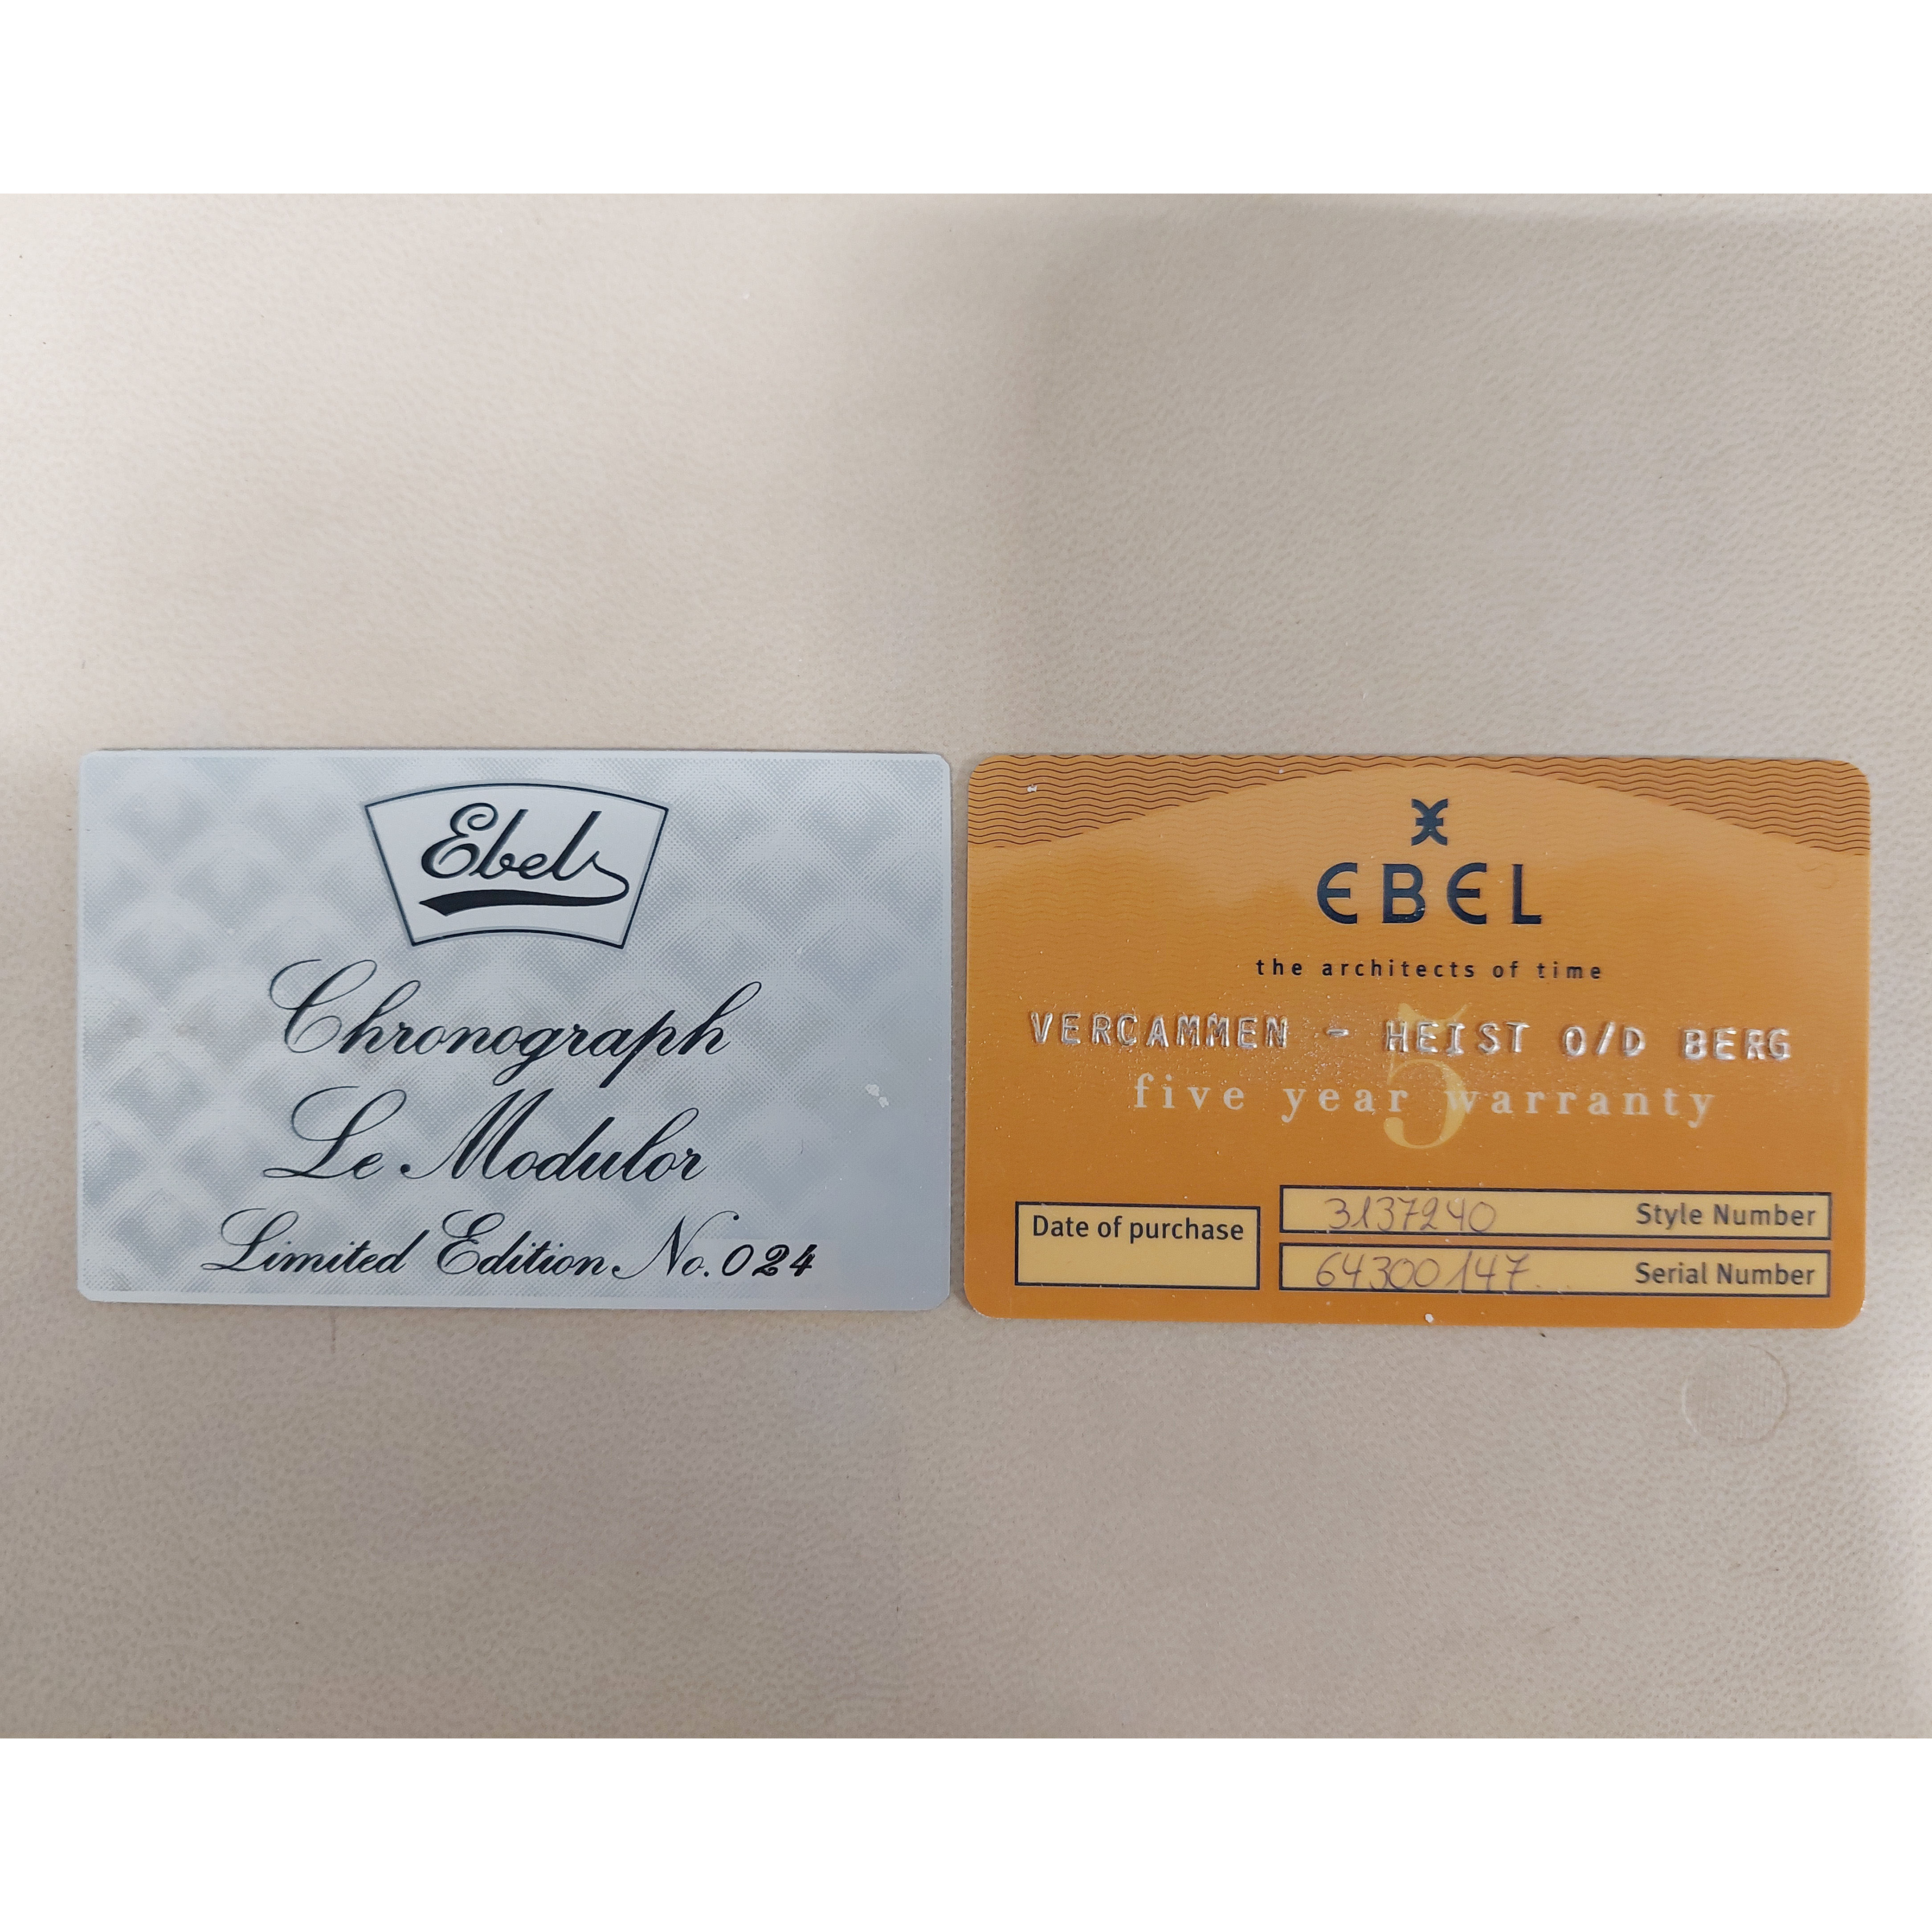 Ebel
Chronograph
Le Modulor
Limited Edition No. 024
EBEL
the architects of time
VERCAMMEN - HEIST O/D BERG
5
five year warranty
Date of purchase
3137240 Style Number
64300147 Serial Number